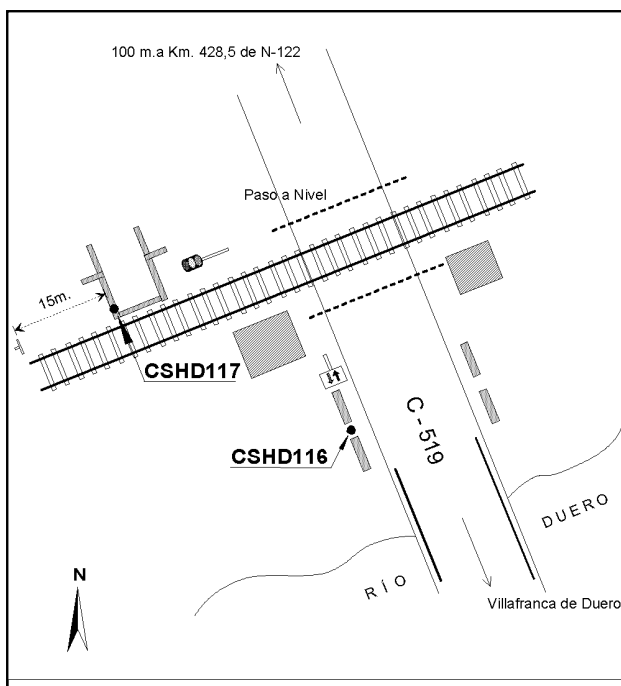 100 m.a Km. 428,5 de N-122
Paso a Nivel
15m.
CSHD117
CSHD116
C - 519
DUERO
RÍO
N
Villafranca de Duero